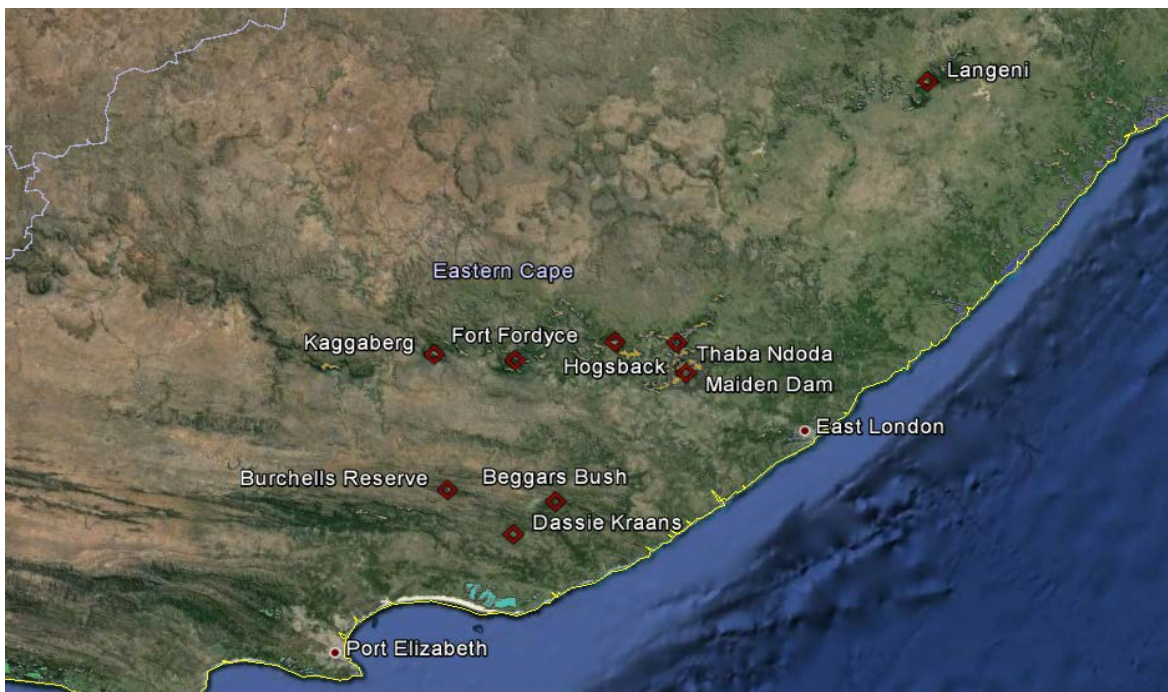 Langeni
Eastern Cape
Kaggaberg
Fort Fordyce
Hogsback
Thaba Ndoda
Maiden Dam
East London
Burchells Reserve
Beggars Bush
Dassie Kraans
Port Elizabeth